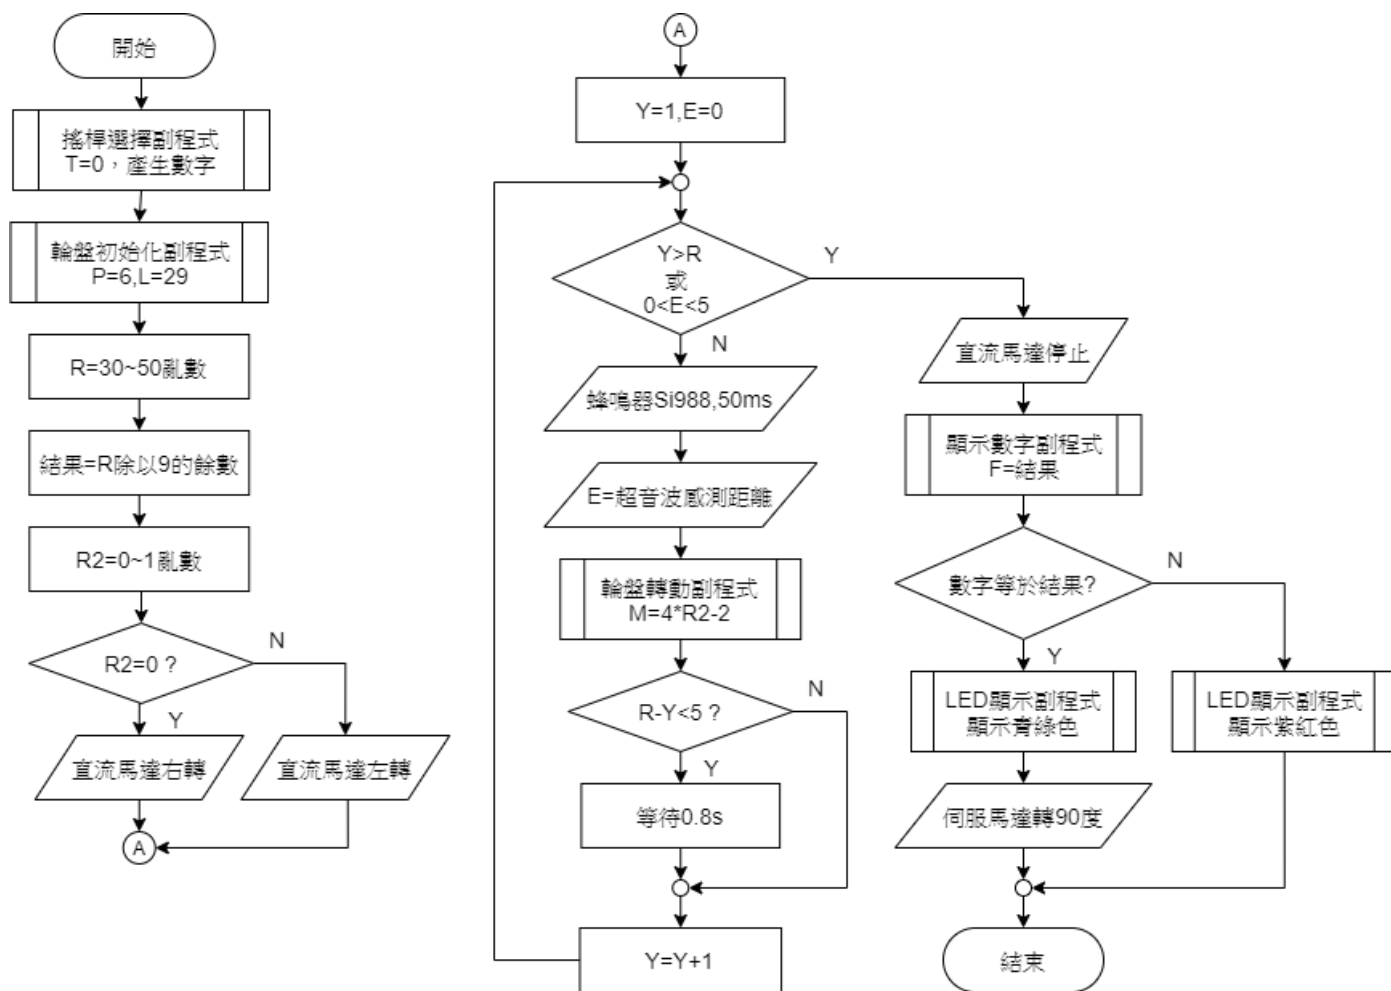 開始
搖桿選擇副程式
T=0，產生數字
輪盤初始化副程式
P=6,L=29
R=30~50亂數
結果=R除以9的餘數
R2=0~1亂數
R2=0 ?
N
Y
直流馬達右轉
直流馬達左轉
A
A
Y=1,E=0
Y>R
或
0<E<5
Y
N
蜂鳴器Si988,50ms
E=超音波感測距離
輪盤轉動副程式
M=4*R2-2
R-Y<5 ?
N
Y
等待0.8s
Y=Y+1
直流馬達停止
顯示數字副程式
F=結果
數字等於結果?
N
Y
LED顯示副程式
顯示青綠色
LED顯示副程式
顯示紫紅色
伺服馬達轉90度
結束